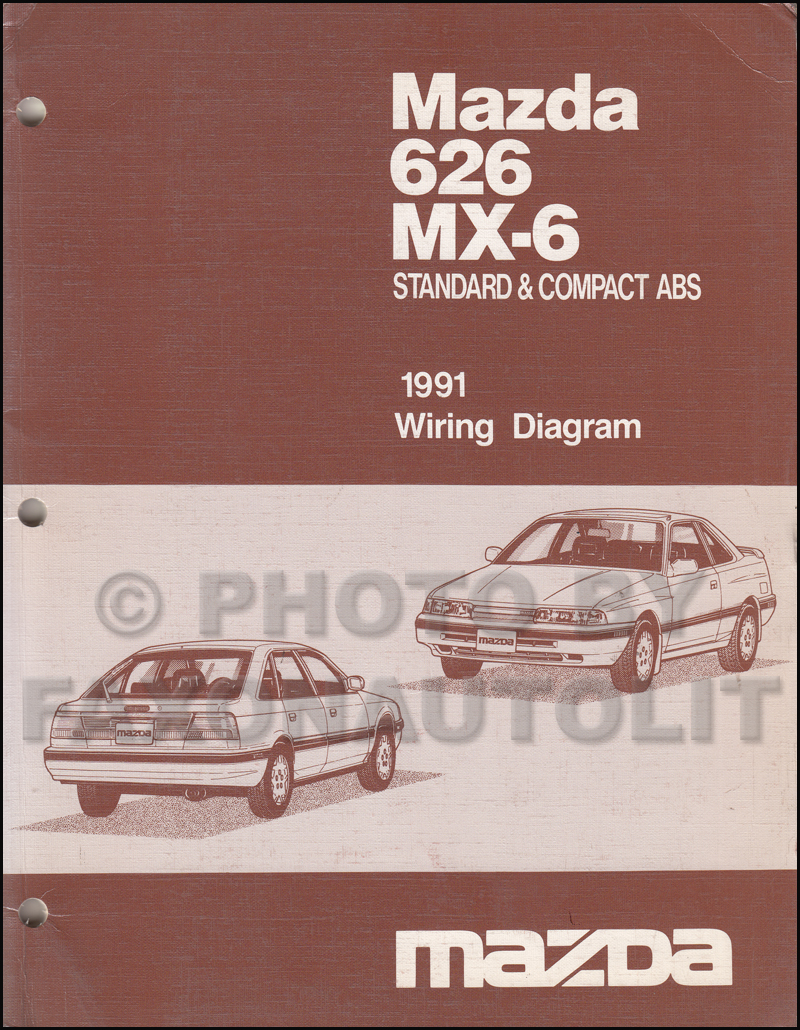 Mazda
626
MX-6
STANDARD & COMPACT ABS
1991
Wiring Diagram
© PHOTO BY
FAXONAUTOLIT
mazda
mazda
mazda